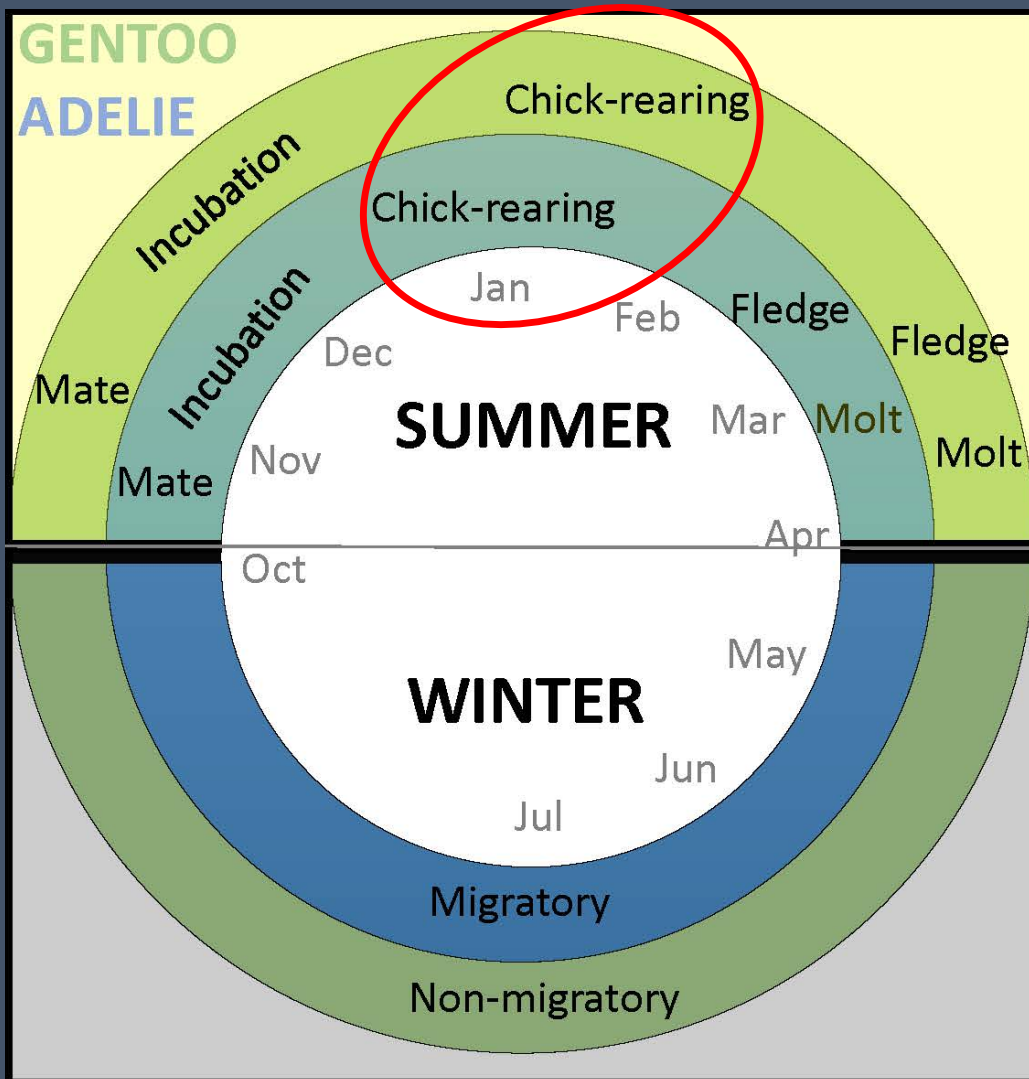 GENTOO
ADELIE
Chick-rearing
Incubation
Chick-rearing
Incubation
Jan
Feb
Fledge
Fledge
Dec
Mate
SUMMER
Mar
Molt
Molt
Nov
Mate
Apr
Oct
May
WINTER
Jun
Jul
Migratory
Non-migratory